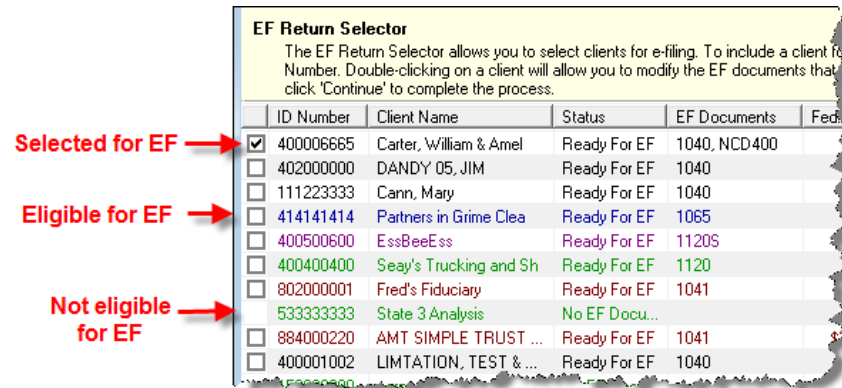 EF Return Selector
The EF Return Selector allows you to select clients for e-filing. To include a client
Number. Double-clicking on a client will allow you to modify the EF documents that
click 'Continue' to complete the process.
ID Number Client Name Status EF Documents Fed
Selected for EF 400006665 Carter, William & Amel Ready For EF 1040, NCD400
402000000 DANDY 05, JIM Ready For EF 1040
111223333 Cann, Mary Ready For EF 1040
Eligible for EF 414141414 Partners in Grime Clea Ready For EF 1065
400500600 EssBeeEss Ready For EF 1120S
400400400 Seay's Trucking and Sh Ready For EF 1120
802000001 Fred's Fiduciary Ready For EF 1041
Not eligible
for EF
533333333 State 3 Analysis No EF Docu...
884000220 AMT SIMPLE TRUST ... Ready For EF 1041
400001002 LIMTATION, TEST & ... Ready For EF 1040